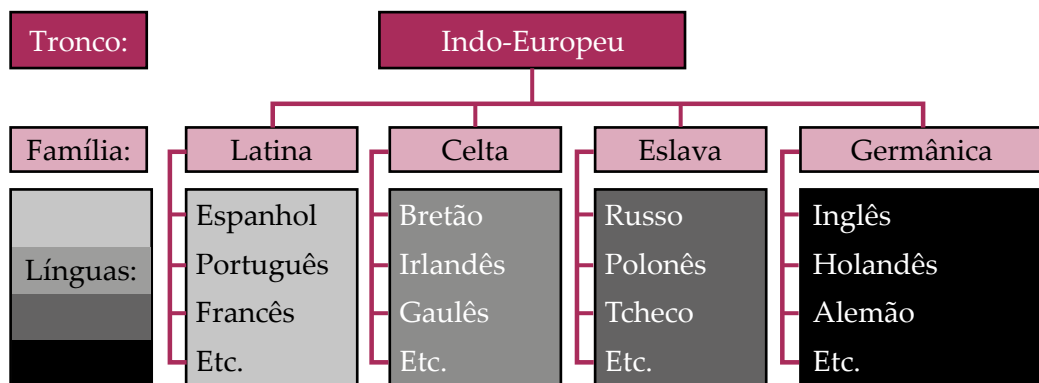 Tronco: Indo-Europeu
Família: Latina Celta Eslava Germânica
Espanhol Bretão Russo Inglês
Línguas: Português Irlandês Polonês Holandês
Francês Gaulês Tcheco Alemão
Etc. Etc. Etc. Etc.